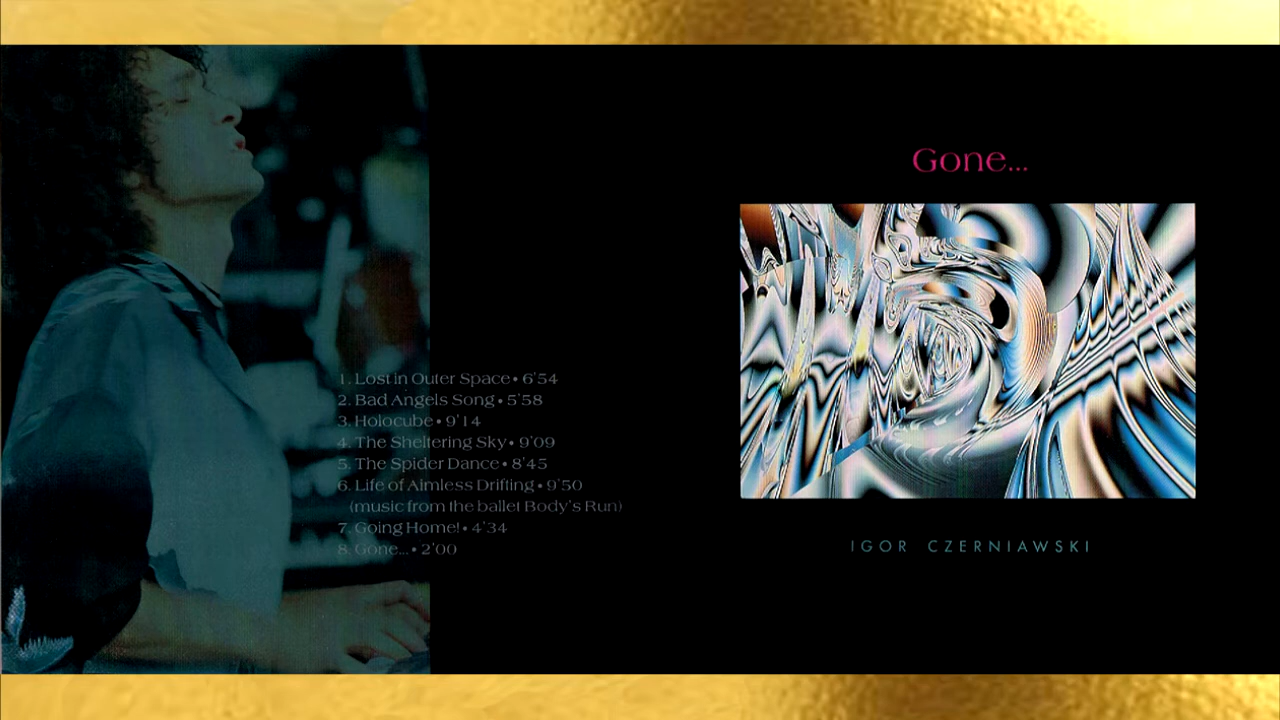 1. Lost in Outer Space • 6'54
2. Bad Angels Song • 5'58
3. Holocube • 9'14
4. The Sheltering Sky • 9'09
5. The Spider Dance • 8'45
6. Life of Aimless Drifting • 9'50
(music from the ballet Body's Run)
7. Going Home! • 4'34
8. Gone... • 2'00
Gone...
IGOR CZERNIAWSKI